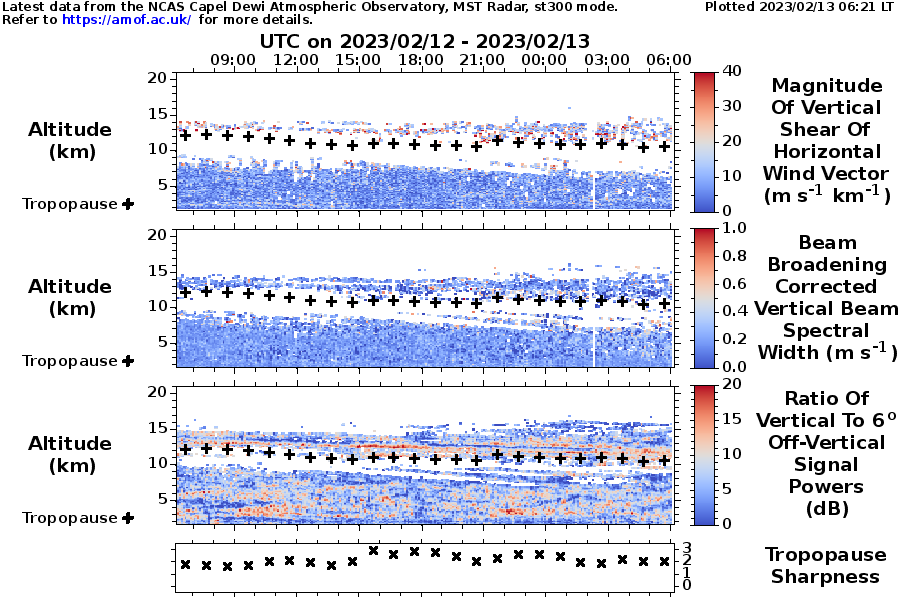 Latest data from the NCAS Capel Dewi Atmospheric Observatory, MST Radar, st300 mode.
Plotted 2023/02/13 06:21 LT
Refer to https://amof.ac.uk/ for more details.
UTC on 2023/02/12 - 2023/02/13
09:00 12:00 15:00 18:00 21:00 00:00 03:00 06:00
20
15
10
5
Altitude
(km)
Tropopause
40
30
20
10
0
Magnitude
Of Vertical
Shear Of
Horizontal
Wind Vector
(m s-1 km-1)
20
15
10
5
Altitude
(km)
Tropopause
1.0
0.8
0.6
0.4
0.2
0.0
Beam
Broadening
Corrected
Vertical Beam
Spectral
Width (m s-1)
20
15
10
5
Altitude
(km)
Tropopause
20
15
10
5
0
Ratio Of
Vertical To 6o
Off-Vertical
Signal
Powers
(dB)
3
2
1
0
Tropopause
Sharpness